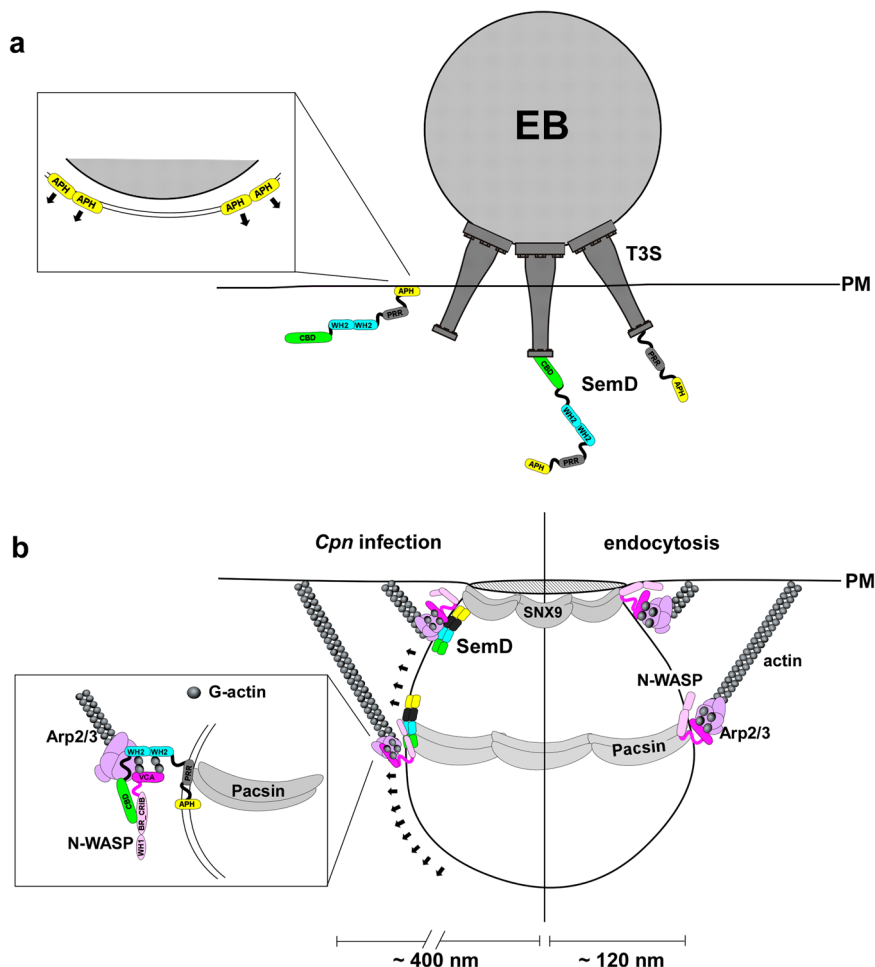 a
EB
APH
APH
APH
APH
T3S
PM
APH
PRR
WH2 WH2
CBD
CBD
SemD
PRR
APH
WH2
WH2
APH
PRR
b
Cpn infection
endocytosis
PM
SNX9
SemD
actin
N-WASP
G-actin
Arp2/3
Arp2/3
Pacsin
WH2 WH2
VCA
PRR
Pacsin
CBD
BR_CRIB
APH
N-WASP
WH1
~ 400 nm
~ 120 nm